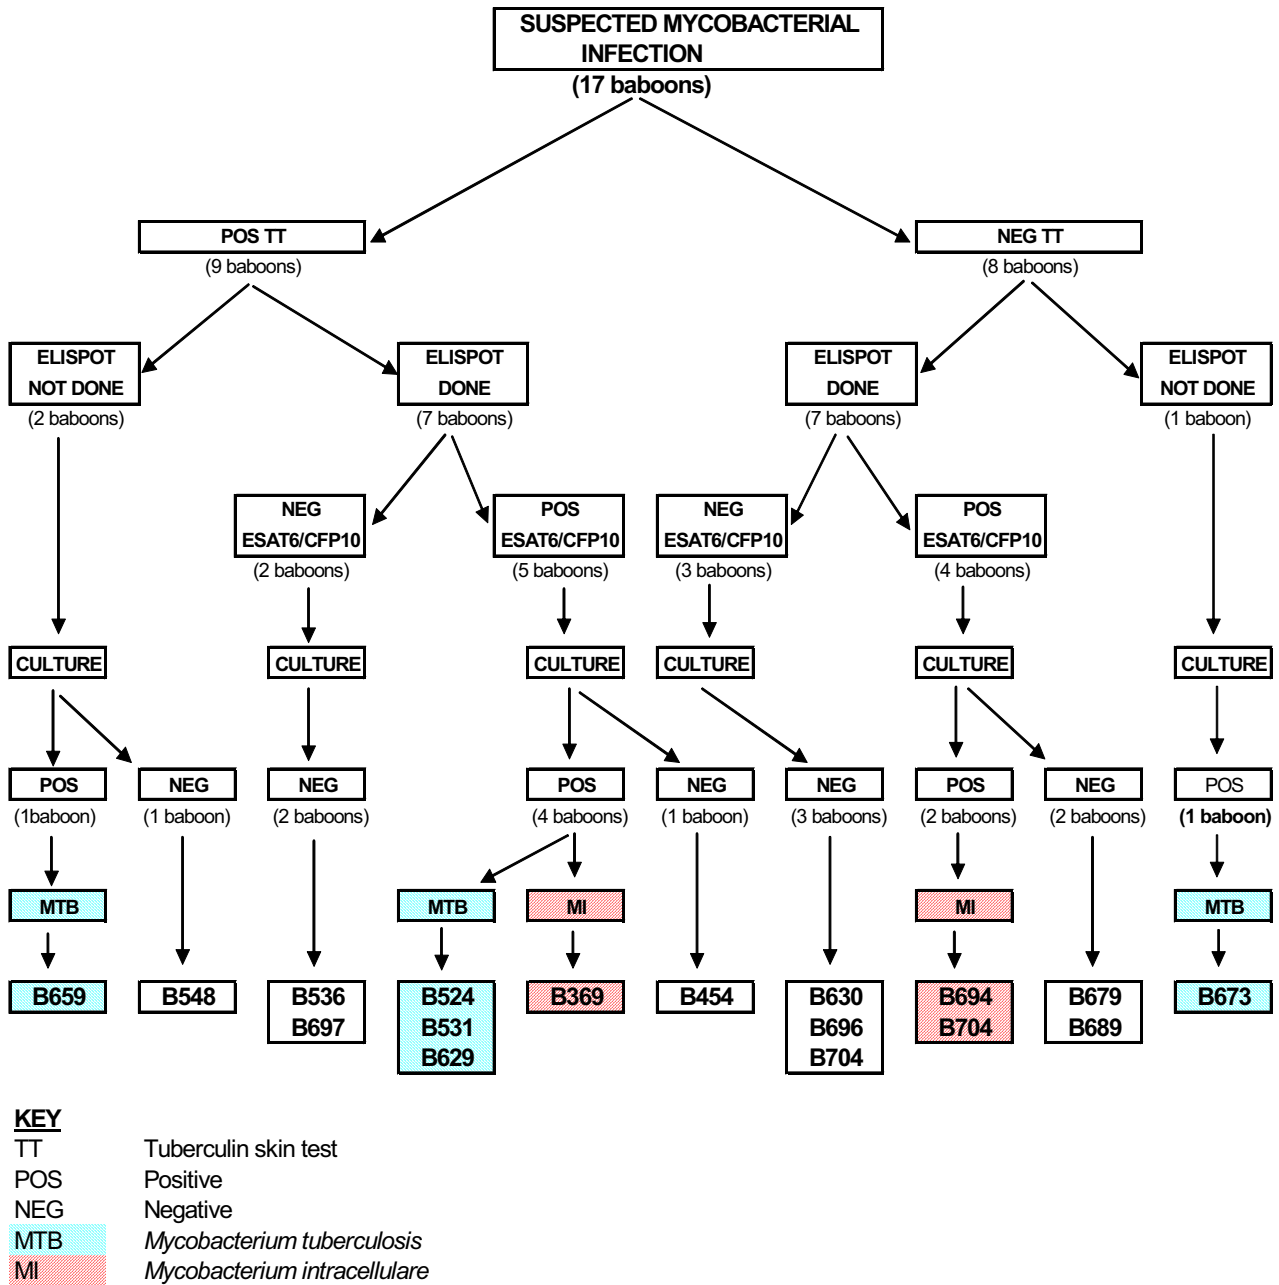 SUSPECTED MYCOBACTERIAL
INFECTION
(17 baboons)
POS TT
(9 baboons)
NEG TT
(8 baboons)
ELISPOT
NOT DONE
(2 baboons)
ELISPOT
DONE
(7 baboons)
ELISPOT
DONE
(7 baboons)
ELISPOT
NOT DONE
(1 baboon)
NEG
ESAT6/CFP10
(2 baboons)
POS
ESAT6/CFP10
(5 baboons)
NEG
ESAT6/CFP10
(3 baboons)
POS
ESAT6/CFP10
(4 baboons)
CULTURE
CULTURE
CULTURE
CULTURE
CULTURE
CULTURE
POS
(1baboon)
NEG
(1 baboon)
NEG
(2 baboons)
POS
(4 baboons)
NEG
(1 baboon)
NEG
(3 baboons)
POS
(2 baboons)
NEG
(2 baboons)
POS
(1 baboon)
MTB
MTB
MI
MI
MTB
B659
B548
B536
B697
B524
B531
B629
B369
B454
B630
B696
B704
B694
B704
B679
B689
B673
KEY
TT Tuberculin skin test
POS Positive
NEG Negative
MTB Mycobacterium tuberculosis
MI Mycobacterium intracellulare